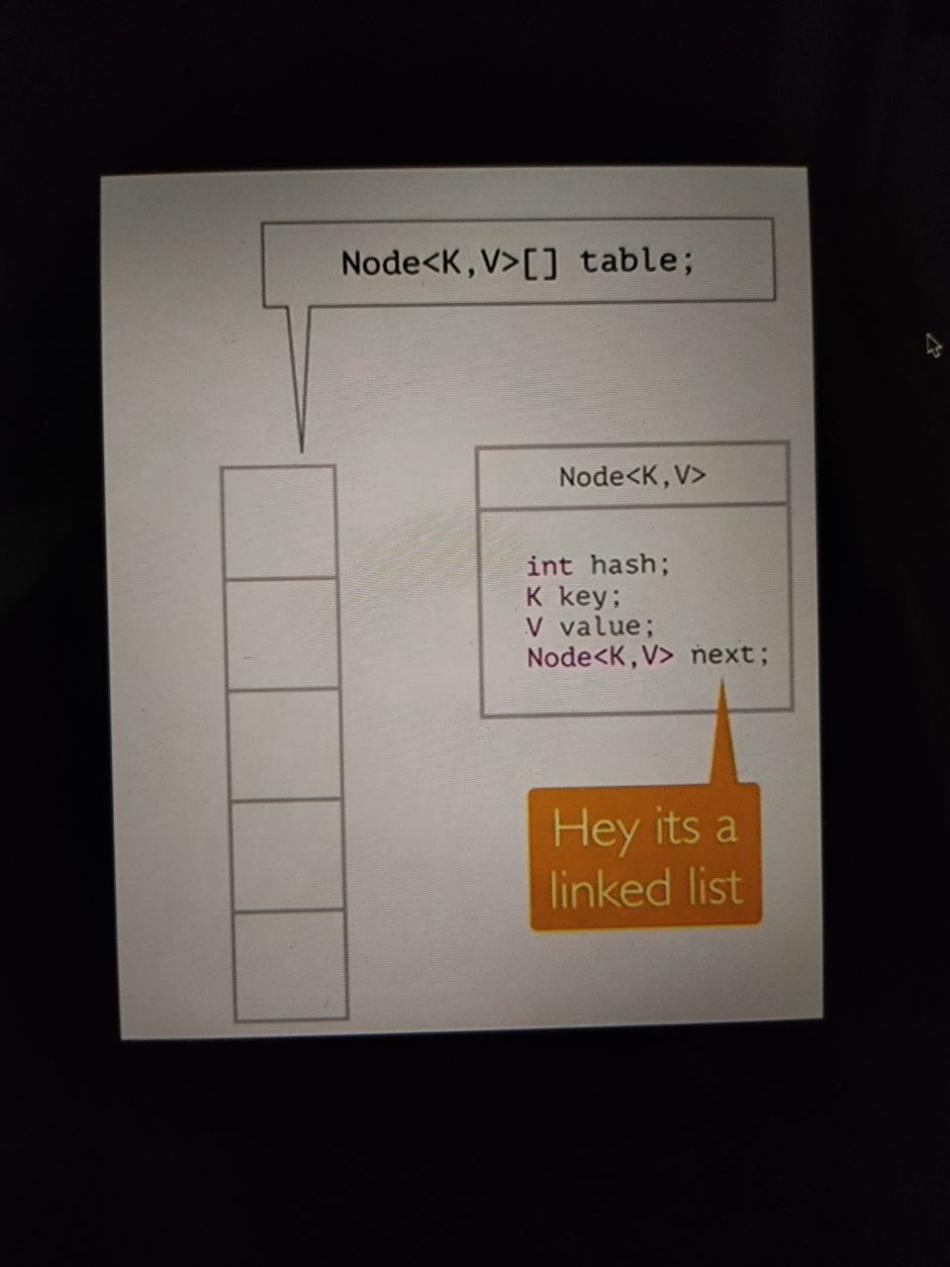 Node<K,V>[] table;
Node<K,V>
int hash;
K key;
V value;
Node<K,V> next;
Hey its a
linked list